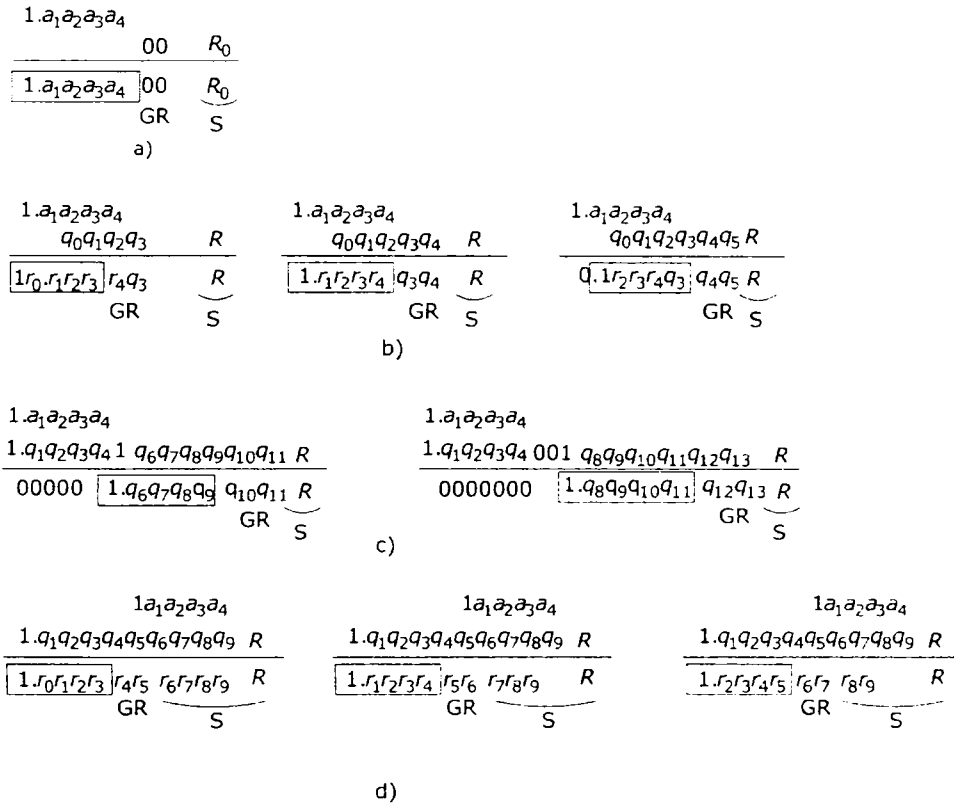 1.a₁a₂a₃a₄
00 R₀
1.a₁a₂a₃a₄ 00 R₀
GR S
a)
1.a₁a₂a₃a₄ 1.a₁a₂a₃a₄ 1.a₁a₂a₃a₄
q₀q₁q₂q₃ R q₀q₁q₂q₃q₄ R q₀q₁q₂q₃q₄q₅ R
1r₀.r₁r₂r₃ r₄q₃ R 1.r₁r₂r₃r₄ q₃q₄ R 0.1r₂r₃r₄q₃ q₄q₅ R
GR S GR S GR S
b)
1.a₁a₂a₃a₄ 1.a₁a₂a₃a₄
1.q₁q₂q₃q₄ 1 q₆q₇q₈q₉q₁₀q₁₁ R 1.q₁q₂q₃q₄ 001 q₈q₉q₁₀q₁₁q₁₂q₁₃ R
00000 1.q₆q₇q₈q₉ q₁₀q₁₁ R 0000000 1.q₈q₉q₁₀q₁₁ q₁₂q₁₃ R
GR S GR S
c)
1a₁a₂a₃a₄ 1a₁a₂a₃a₄ 1a₁a₂a₃a₄
1.q₁q₂q₃q₄q₅q₆q₇q₈q₉ R 1.q₁q₂q₃q₄q₅q₆q₇q₈q₉ R 1.q₁q₂q₃q₄q₅q₆q₇q₈q₉ R
1.r₀r₁r₂r₃ r₄r₅ r₆r₇r₈r₉ R 1.r₁r₂r₃r₄ r₅r₆ r₇r₈r₉ R 1.r₂r₃r₄r₅ r₆r₇ r₈r₉ R
GR S GR S GR S
d)